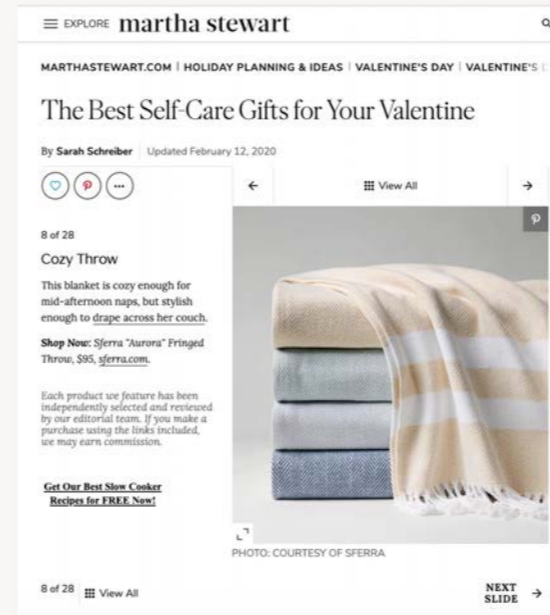 EXPLORE martha stewart
MARTHASTEWART.COM | HOLIDAY PLANNING & IDEAS | VALENTINE'S DAY | VALENTINE'S
The Best Self-Care Gifts for Your Valentine
By Sarah Schreiber | Updated February 12, 2020
View All
8 of 28
Cozy Throw
This blanket is cozy enough for
mid-afternoon naps, but stylish
enough to drape across her couch.
Shop Now: Sferra "Aurora" Fringed
Throw, $95, sferra.com.
Each product we feature has been
independently selected and reviewed
by our editorial team. If you make a
purchase using the links included,
we may earn commission.
Get Our Best Slow Cooker
Recipes for FREE Now!
PHOTO: COURTESY OF SFERRA
8 of 28 View All
NEXT
SLIDE